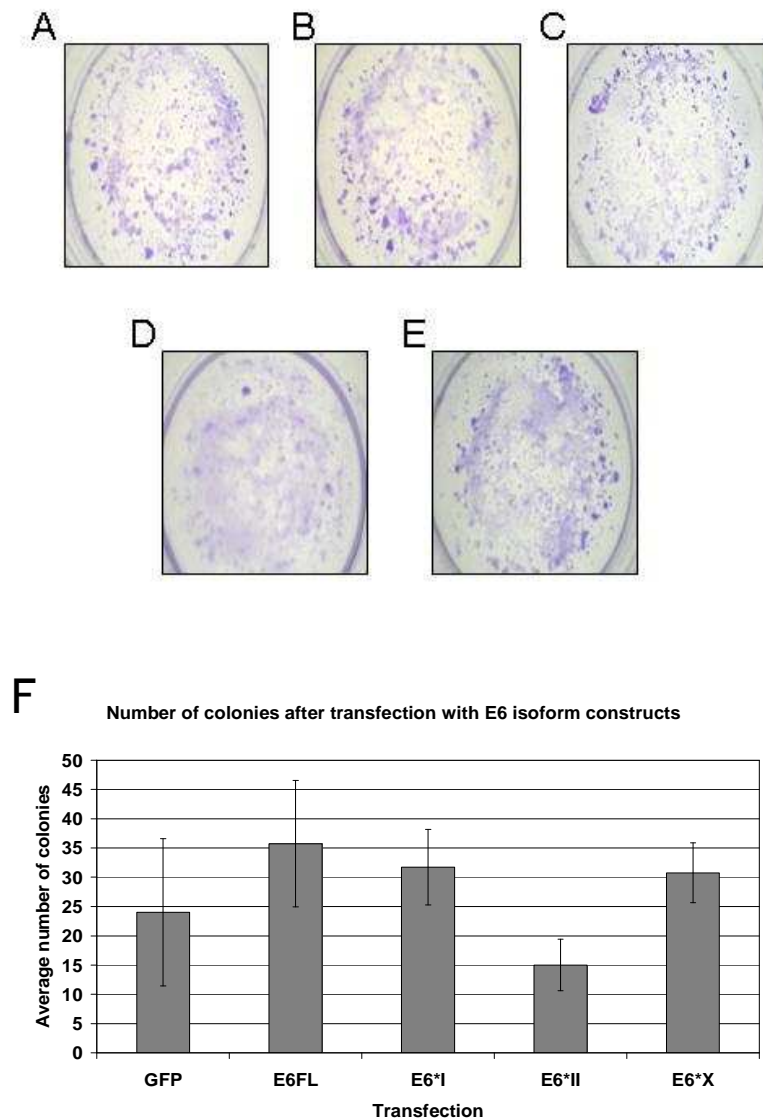 A
B
C
D
E
F
Number of colonies after transfection with E6 isoform constructs
Average number of colonies
50
45
40
35
30
25
20
15
10
5
0
GFP E6FL E6*I E6*II E6*X
Transfection